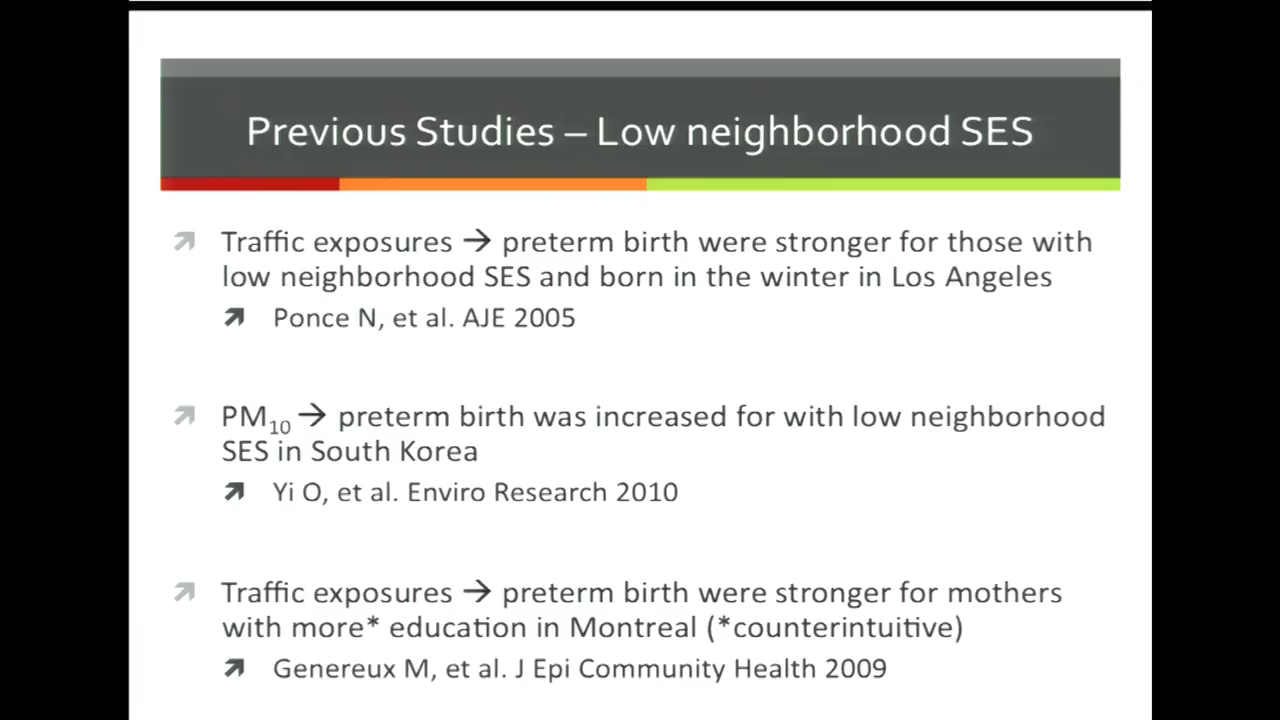 Previous Studies – Low neighborhood SES
Traffic exposures → preterm birth were stronger for those with
low neighborhood SES and born in the winter in Los Angeles
Ponce N, et al. AJE 2005
PM10 → preterm birth was increased for with low neighborhood
SES in South Korea
Yi O, et al. Enviro Research 2010
Traffic exposures → preterm birth were stronger for mothers
with more* education in Montreal (*counterintuitive)
Genereux M, et al. J Epi Community Health 2009